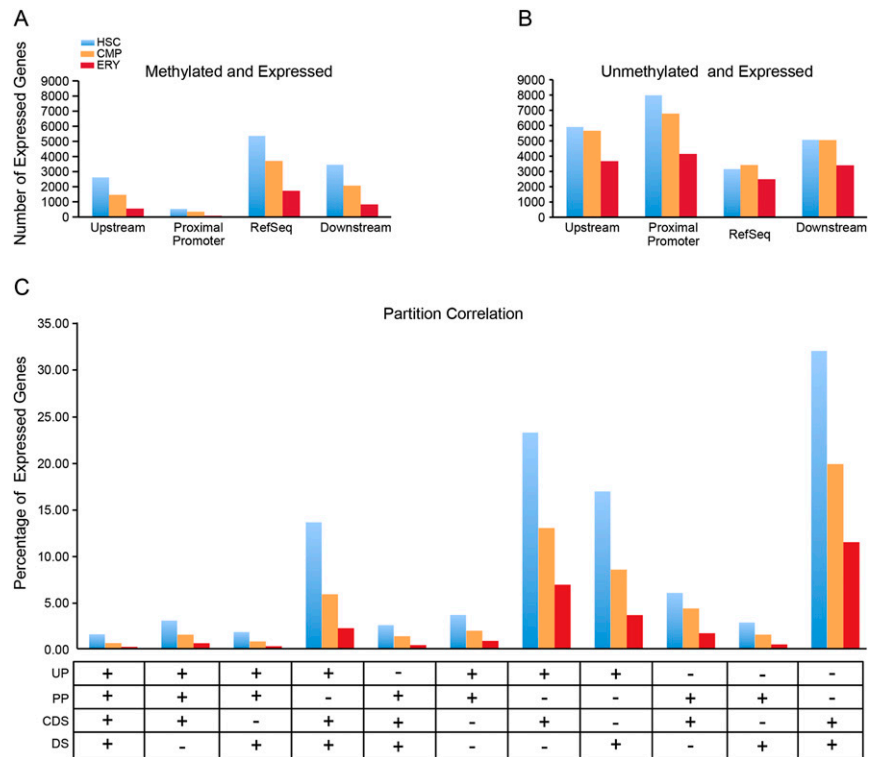 A
HSC
CMP
ERY
Methylated and Expressed
Number of Expressed Genes
9000
8000
7000
6000
5000
4000
3000
2000
1000
0
Upstream
Proximal
Promoter
RefSeq
Downstream
B
Unmethylated and Expressed
9000
8000
7000
6000
5000
4000
3000
2000
1000
0
Upstream
Proximal
Promoter
RefSeq
Downstream
C
Partition Correlation
Percentage of Expressed Genes
35.00
30.00
25.00
20.00
15.00
10.00
5.00
0.00
UP + + + + - + + + - - -
PP + + + - + + - - + + -
CDS + + - + + - + - + - +
DS + - + + + - - + - + +